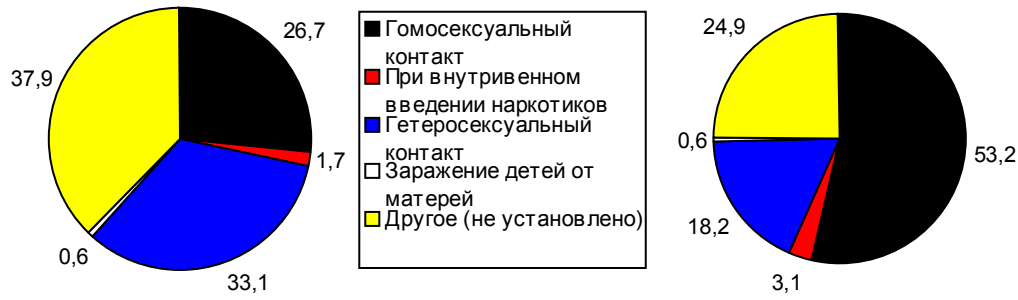 26,7
37,9
1,7
0,6
33,1
Гомосексуальный
контакт
При внутривенном
введении наркотиков
Гетеросексуальный
контакт
Заражение детей от
матерей
Другое (не установлено)
24,9
0,6
53,2
18,2
3,1